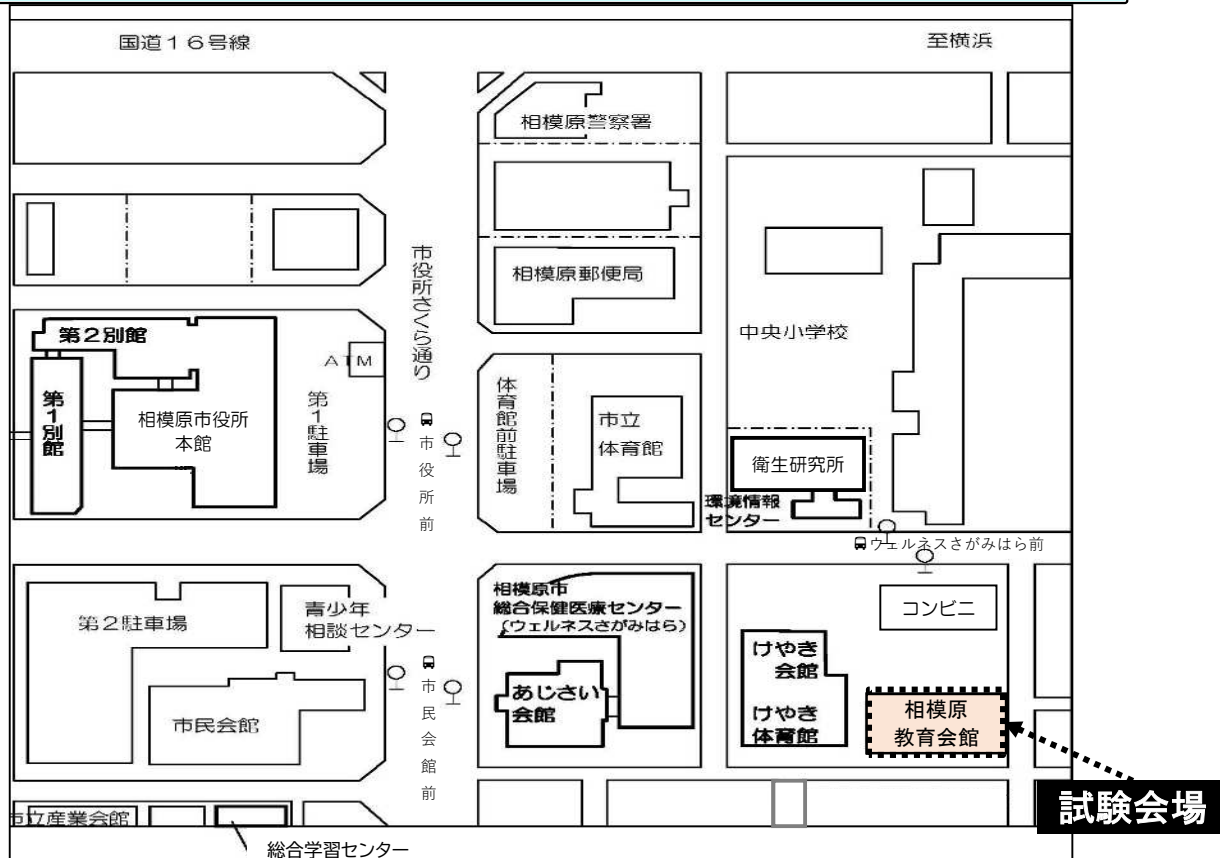 国道１６号線
至横浜
相模原警察署
市役所さくら通り
相模原郵便局
第２別館
ATM
中央小学校
第１別館
相模原市役所
本館
第１駐車場
市役所前
体育館前駐車場
市立
体育館
衛生研究所
環境情報
センター
ウェルネスさがみはら前
第２駐車場
青少年
相談センター
相模原市
総合保健医療センター
（ウェルネスさがみはら）
コンビニ
けやき
会館
市民会館
市民会館前
あじさい
会館
けやき
体育館
相模原
教育会館
試験会場
市立産業会館
総合学習センター